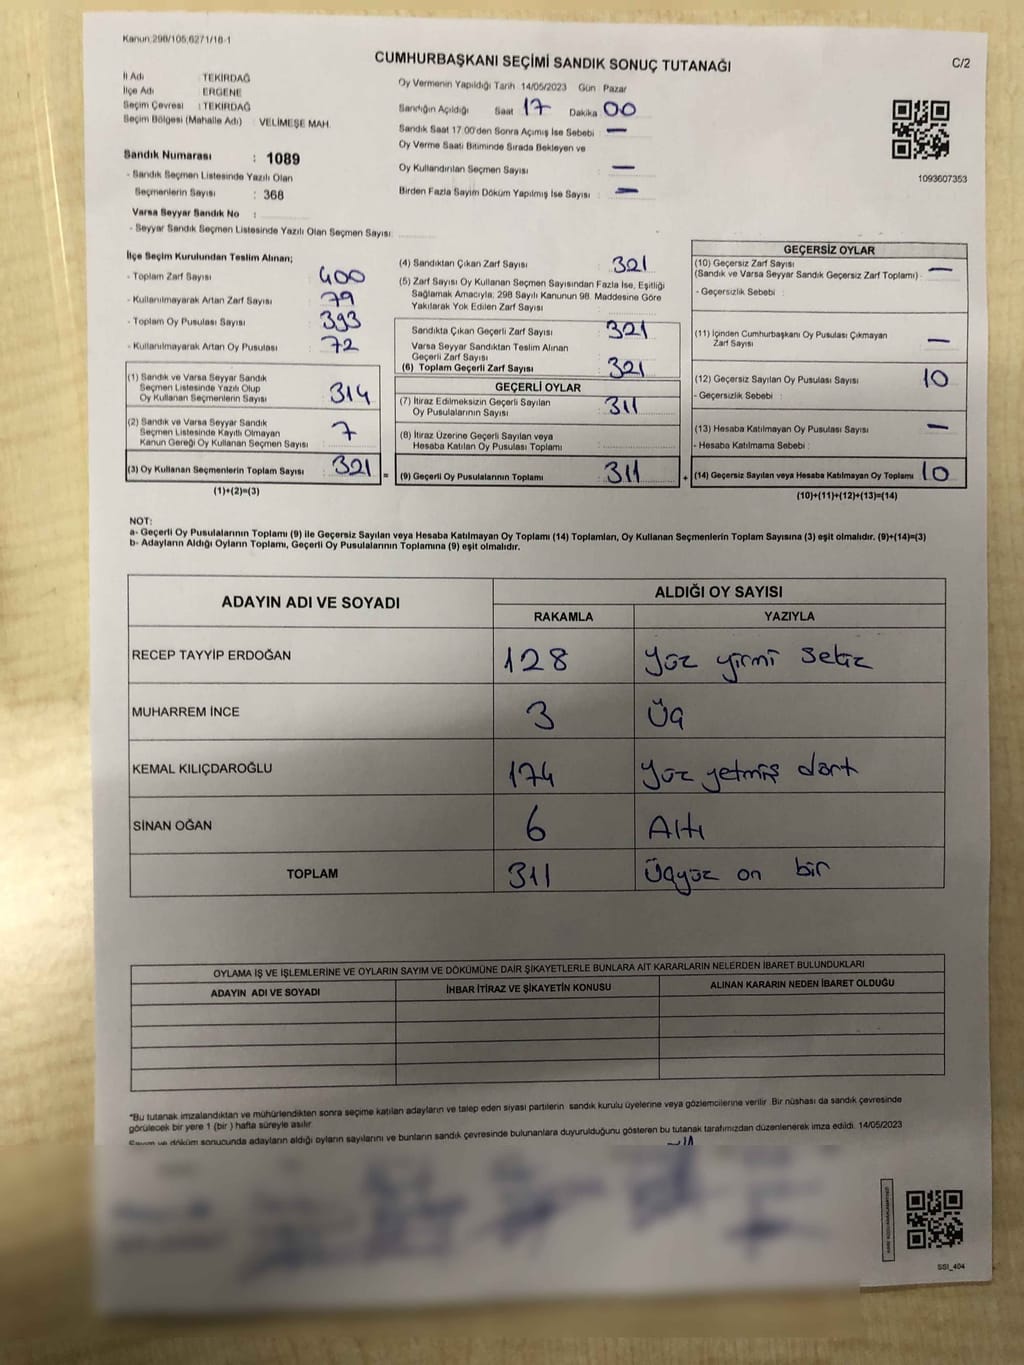 Kanun:298/105,6271/18-1
CUMHURBAŞKANI SEÇİMİ SANDIK SONUÇ TUTANAĞI
C/2
İl Adı : TEKİRDAĞ
İlçe Adı : ERGENE
Seçim Çevresi : TEKİRDAĞ
Seçim Bölgesi (Mahalle Adı) : VELİMEŞE MAH.
Oy Vermenin Yapıldığı Tarih 14/05/2023 Gün Pazar
Sandığın Açıldığı Saat 17 Dakika 00
Sandık Saat 17:00'den Sonra Açımış İse Sebebi : —
Oy Verme Saati Bitiminde Sırada Bekleyen ve
Oy Kullandırılan Seçmen Sayısı : —
Birden Fazla Sayım Döküm Yapılmış İse Sayısı : —
1093607353
Sandık Numarası : 1089
- Sandık Seçmen Listesinde Yazılı Olan
Seçmenlerin Sayısı : 368
Varsa Seyyar Sandık No :
- Seyyar Sandık Seçmen Listesinde Yazılı Olan Seçmen Sayısı:
İlçe Seçim Kurulundan Teslim Alınan;
- Toplam Zarf Sayısı : 400
- Kullanılmayarak Artan Zarf Sayısı : 79
- Toplam Oy Pusulası Sayısı : 393
- Kullanılmayarak Artan Oy Pusulası : 72
(1) Sandık ve Varsa Seyyar Sandık
Seçmen Listesinde Yazılı Olup
Oy Kullanan Seçmenlerin Sayısı : 314
(2) Sandık ve Varsa Seyyar Sandık
Seçmen Listesinde Kayıtlı Olmayan
Kanun Gereği Oy Kullanan Seçmen Sayısı : 7
(3) Oy Kullanan Seçmenlerin Toplam Sayısı : 321
(1)+(2)=(3)
=
(4) Sandıktan Çıkan Zarf Sayısı : 321
(5) Zarf Sayısı Oy Kullanan Seçmen Sayısından Fazla İse, Eşitliği
Sağlamak Amacıyla; 298 Sayılı Kanunun 98. Maddesine Göre
Yakılarak Yok Edilen Zarf Sayısı :
Sandıkta Çıkan Geçerli Zarf Sayısı : 321
Varsa Seyyar Sandıktan Teslim Alınan
Geçerli Zarf Sayısı :
(6) Toplam Geçerli Zarf Sayısı : 321
GEÇERLİ OYLAR
(7) İtiraz Edilmeksizin Geçerli Sayılan
Oy Pusulalarının Sayısı : 311
(8) İtiraz Üzerine Geçerli Sayılan veya
Hesaba Katılan Oy Pusulası Toplamı :
(9) Geçerli Oy Pusulalarının Toplamı : 311
+
GEÇERSİZ OYLAR
(10) Geçersiz Zarf Sayısı
(Sandık ve Varsa Seyyar Sandık Geçersiz Zarf Toplamı) : —
- Geçersizlik Sebebi :
(11) İçinden Cumhurbaşkanı Oy Pusulası Çıkmayan
Zarf Sayısı : —
(12) Geçersiz Sayılan Oy Pusulası Sayısı : 10
- Geçersizlik Sebebi :
(13) Hesaba Katılmayan Oy Pusulası Sayısı : —
- Hesaba Katılmama Sebebi :
(14) Geçersiz Sayılan veya Hesaba Katılmayan Oy Toplamı : 10
(10)+(11)+(12)+(13)=(14)
NOT:
a- Geçerli Oy Pusulalarının Toplamı (9) ile Geçersiz Sayılan veya Hesaba Katılmayan Oy Toplamı (14) Toplamları, Oy Kullanan Seçmenlerin Toplam Sayısına (3) eşit olmalıdır. (9)+(14)=(3)
b- Adayların Aldığı Oyların Toplamı, Geçerli Oy Pusulalarının Toplamına (9) eşit olmalıdır.
ADAYIN ADI VE SOYADI
ALDIĞI OY SAYISI
RAKAMLA YAZIYLA
RECEP TAYYİP ERDOĞAN 128 Yüz yirmi sekiz
MUHARREM İNCE 3 Üç
KEMAL KILIÇDAROĞLU 174 Yüz yetmiş dört
SİNAN OĞAN 6 Altı
TOPLAM 311 Üçyüz on bir
OYLAMA İŞ VE İŞLEMLERİNE VE OYLARIN SAYIM VE DÖKÜMÜNE DAİR ŞİKAYETLERLE BUNLARA AİT KARARLARIN NELERDEN İBARET BULUNDUKLARI
ADAYIN ADI VE SOYADI İHBAR İTİRAZ VE ŞİKAYETİN KONUSU ALINAN KARARIN NEDEN İBARET OLDUĞU
*Bu tutanak imzalandıktan ve mühürlendikten sonra seçime katılan adayların ve talep eden siyasi partilerin sandık kurulu üyelerine veya gözlemcilerine verilir. Bir nüshası da sandık çevresinde
görülecek bir yere 1 (bir ) hafta süreyle asılır.
Sayım ve döküm sonucunda adayların aldığı oyların sayılarını ve bunların sandık çevresinde bulunanlara duyurulduğunu gösteren bu tutanak tarafımızdan düzenlenerek imza edildi. 14/05/2023
SSI_404